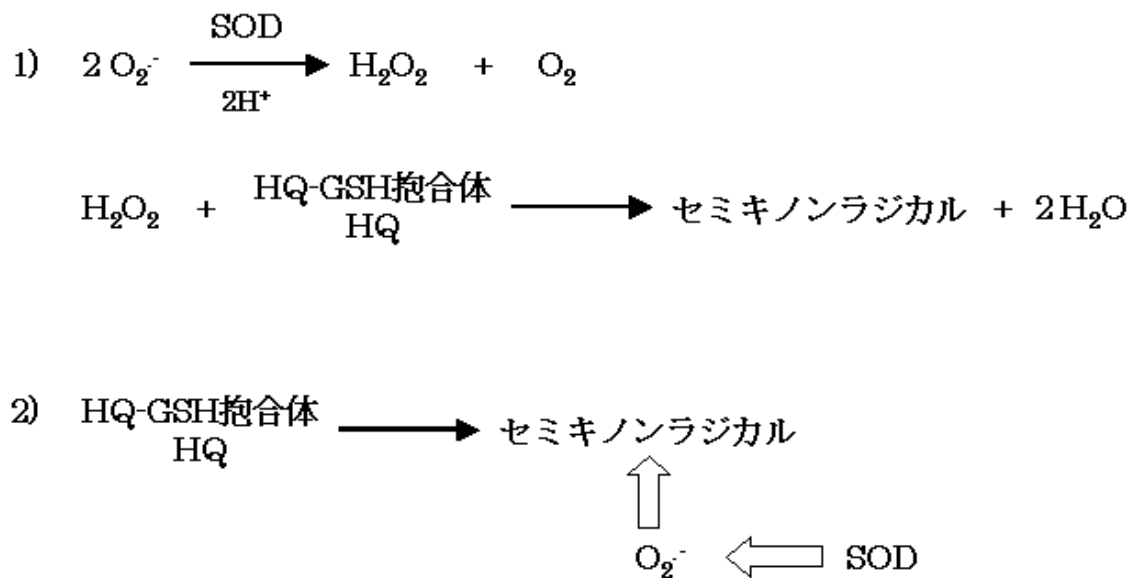 SOD
1) 2 O₂·⁻ H₂O₂ + O₂
2H⁺
HQ-GSH抱合体
H₂O₂ + セミキノンラジカル + 2H₂O
HQ
2) HQ-GSH抱合体
セミキノンラジカル
HQ
O₂·⁻ SOD